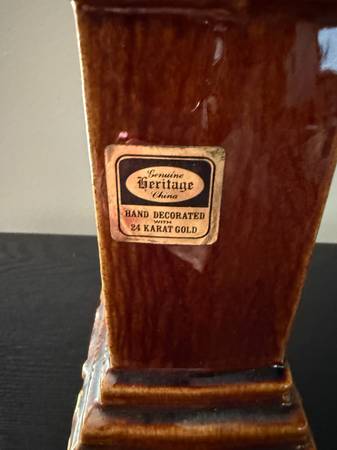 Genuine
Heritage
China
HAND DECORATED
WITH
24 KARAT GOLD